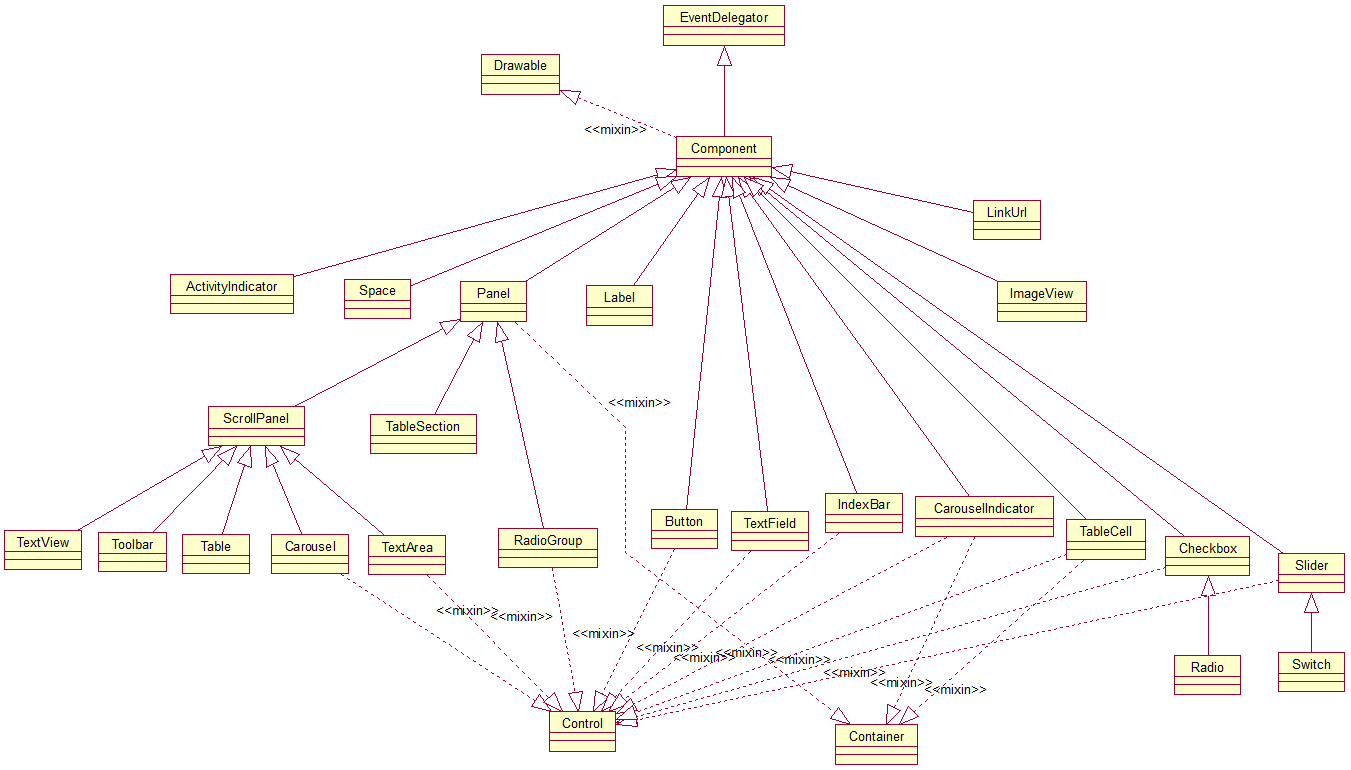 EventDelegator
Drawable
<<mixin>>
Component
LinkUrl
ActivityIndicator
Space
Panel
Label
ImageView
<<mixin>>
ScrollPanel
TableSection
IndexBar
CarouselIndicator
Button
TextField
TableCell
TextView
Toolbar
Table
Carousel
TextArea
RadioGroup
Checkbox
Slider
<<mixin>>
<<mixin>>
<<mixin>>
<<mixin>>
<<mixin>>
<<mixin>>
<<mixin>>
<<mixin>>
<<mixin>>
<<mixin>>
Radio
Switch
Control
Container